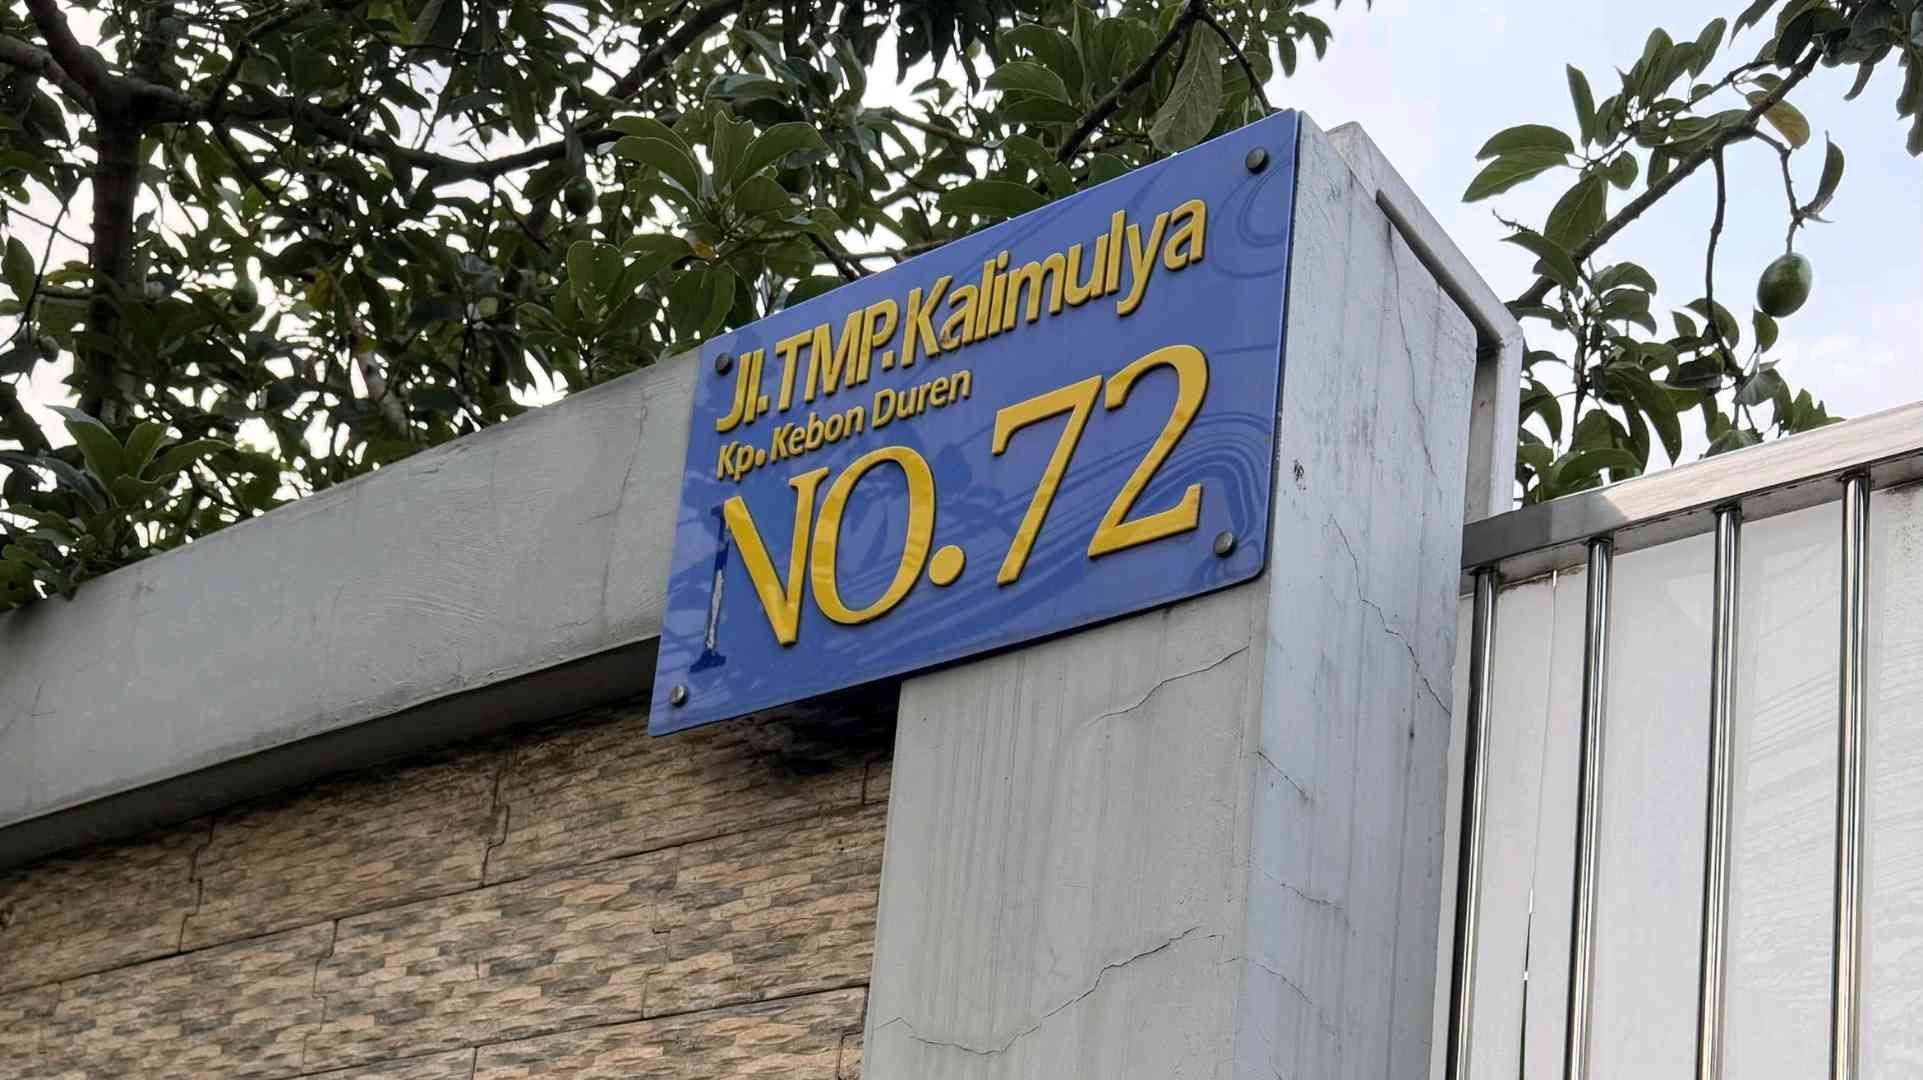 Jl.TMP.Kalimulya
Kp.Kebon Duren
NO.72